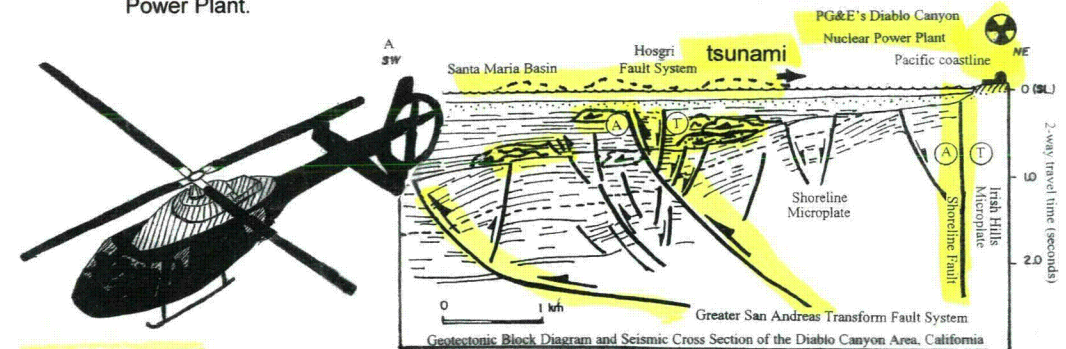 Power Plant.
PG&E's Diablo Canyon
Nuclear Power Plant
A
SW
Hosgri
Fault System
tsunami
NE
Santa Maria Basin
Pacific coastline
0 (SL)
A
T
A
T
1.0
Shoreline
Microplate
Shoreline Fault
Irish Hills
Microplate
2-way travel time (seconds)
2.0
0
1 km
Greater San Andreas Transform Fault System
Geotectonic Block Diagram and Seismic Cross Section of the Diablo Canyon Area, California